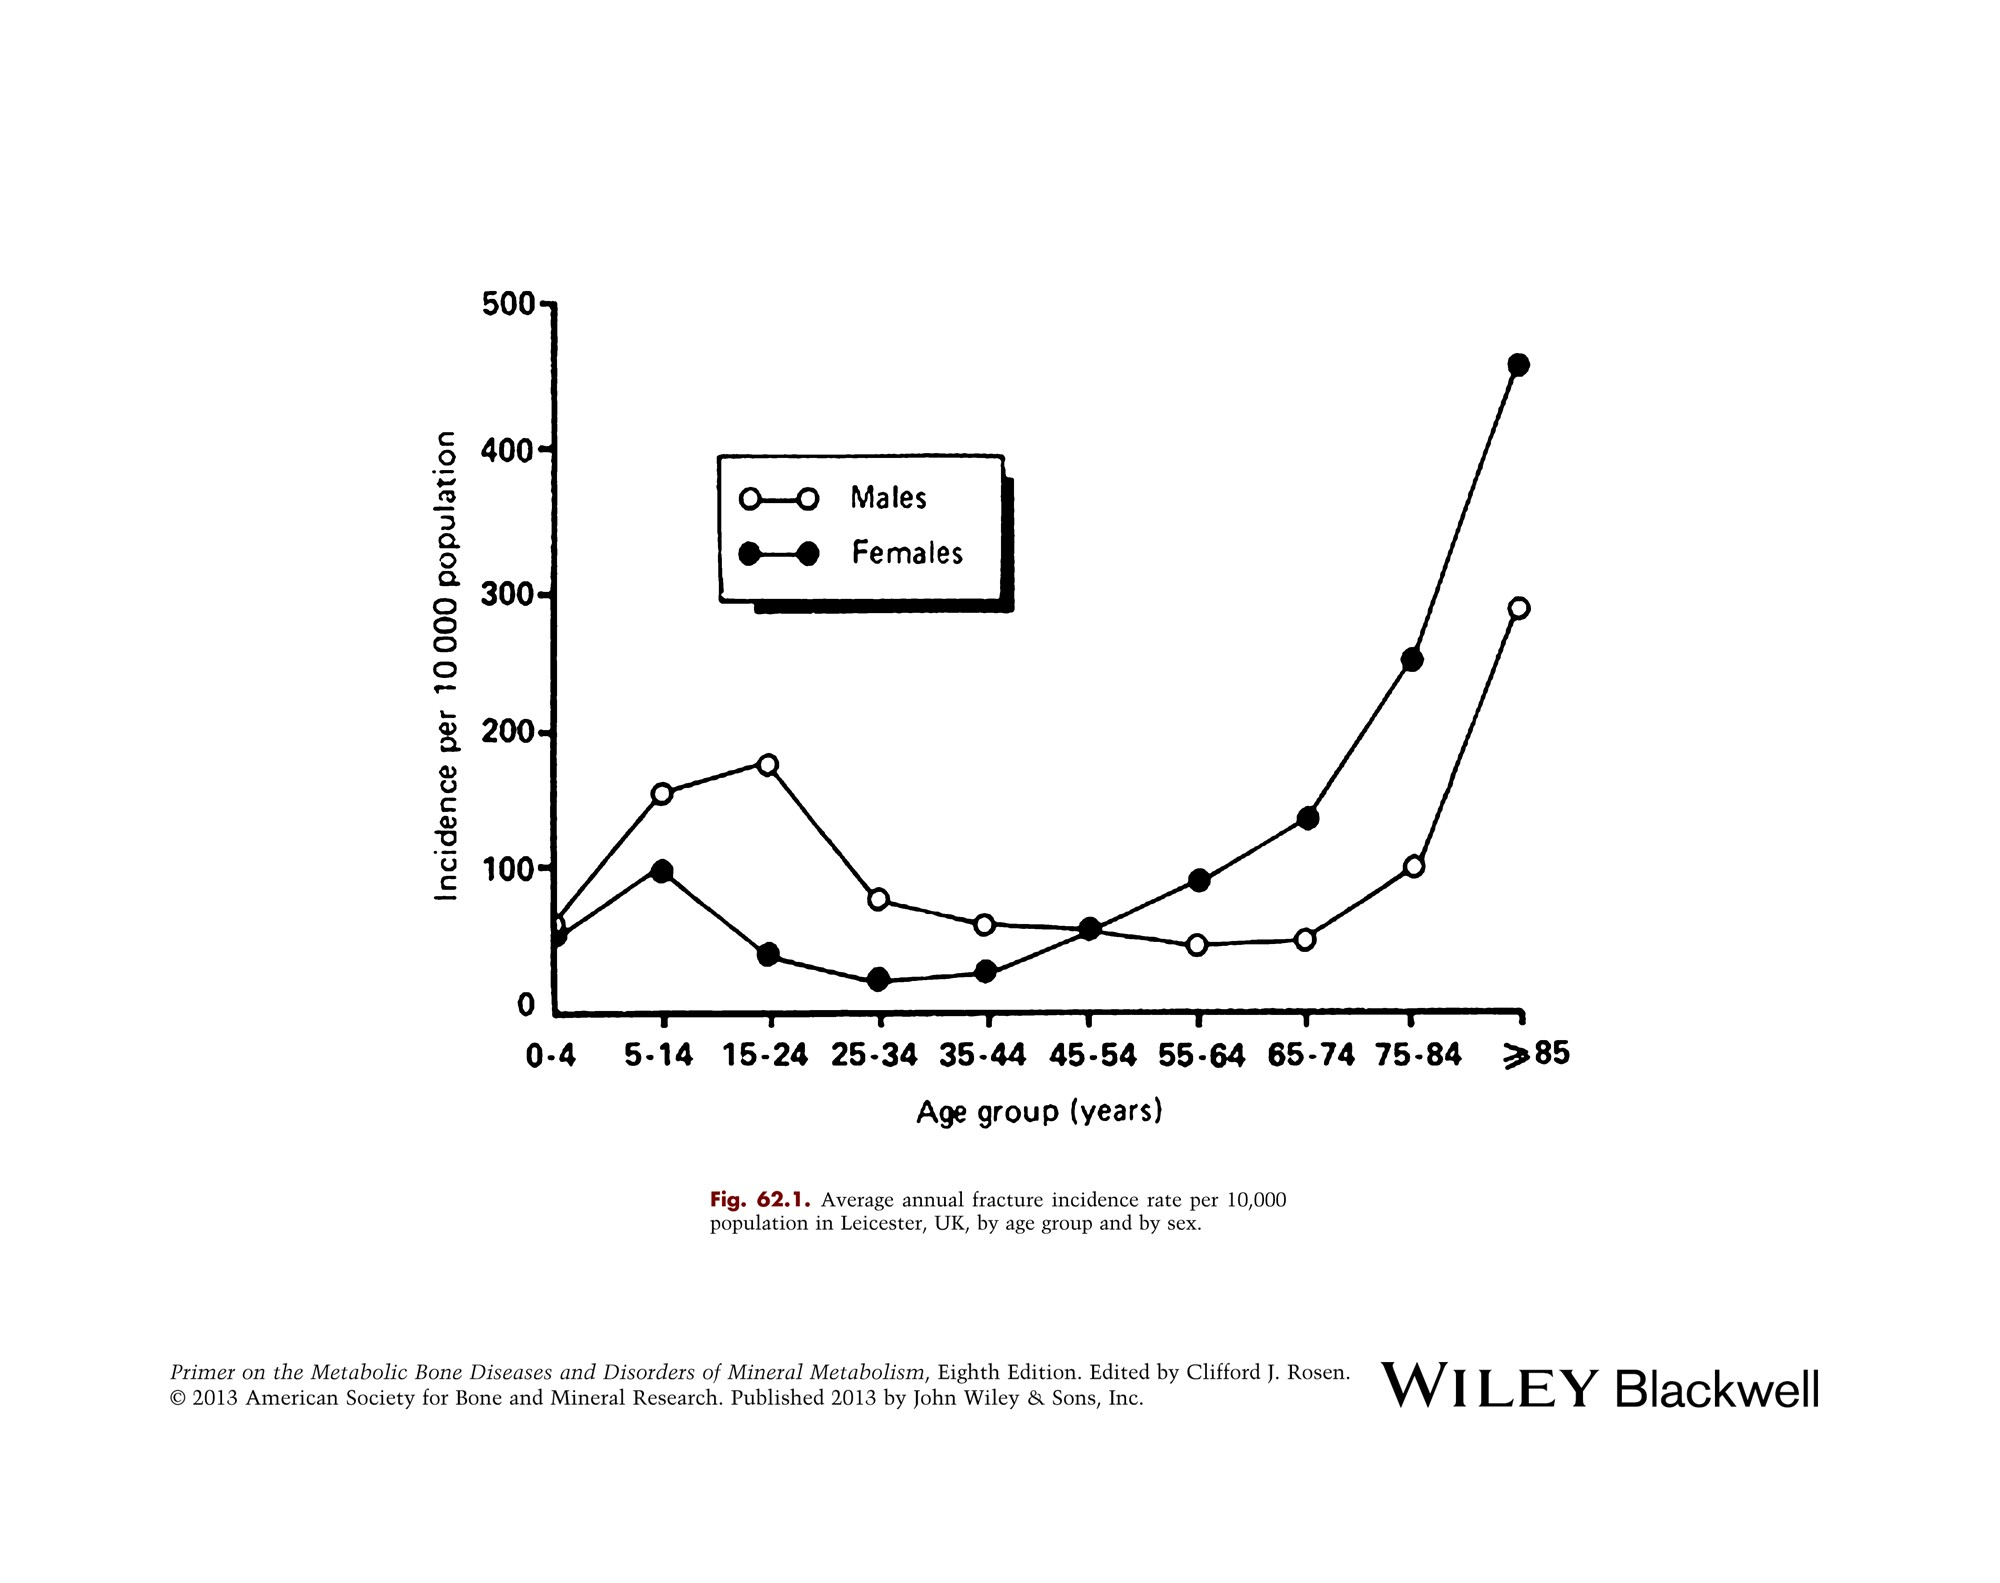 500
400
300
200
100
0
Incidence per 10 000 population
Males
Females
0-4 5-14 15-24 25-34 35-44 45-54 55-64 65-74 75-84 ⩾85
Age group (years)
Fig. 62.1. Average annual fracture incidence rate per 10,000
population in Leicester, UK, by age group and by sex.
Primer on the Metabolic Bone Diseases and Disorders of Mineral Metabolism, Eighth Edition. Edited by Clifford J. Rosen.
© 2013 American Society for Bone and Mineral Research. Published 2013 by John Wiley & Sons, Inc.
WILEY Blackwell